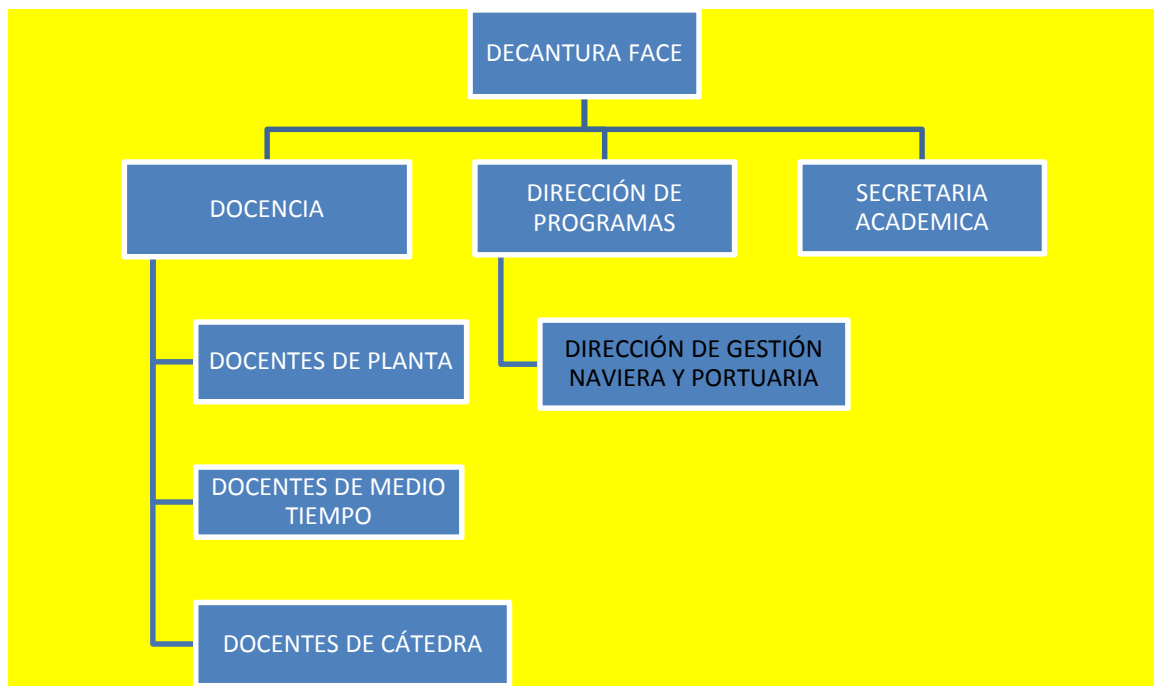 DECANTURA FACE
DOCENCIA
DIRECCIÓN DE
PROGRAMAS
SECRETARIA
ACADEMICA
DOCENTES DE PLANTA
DIRECCIÓN DE GESTIÓN
NAVIERA Y PORTUARIA
DOCENTES DE MEDIO
TIEMPO
DOCENTES DE CÁTEDRA